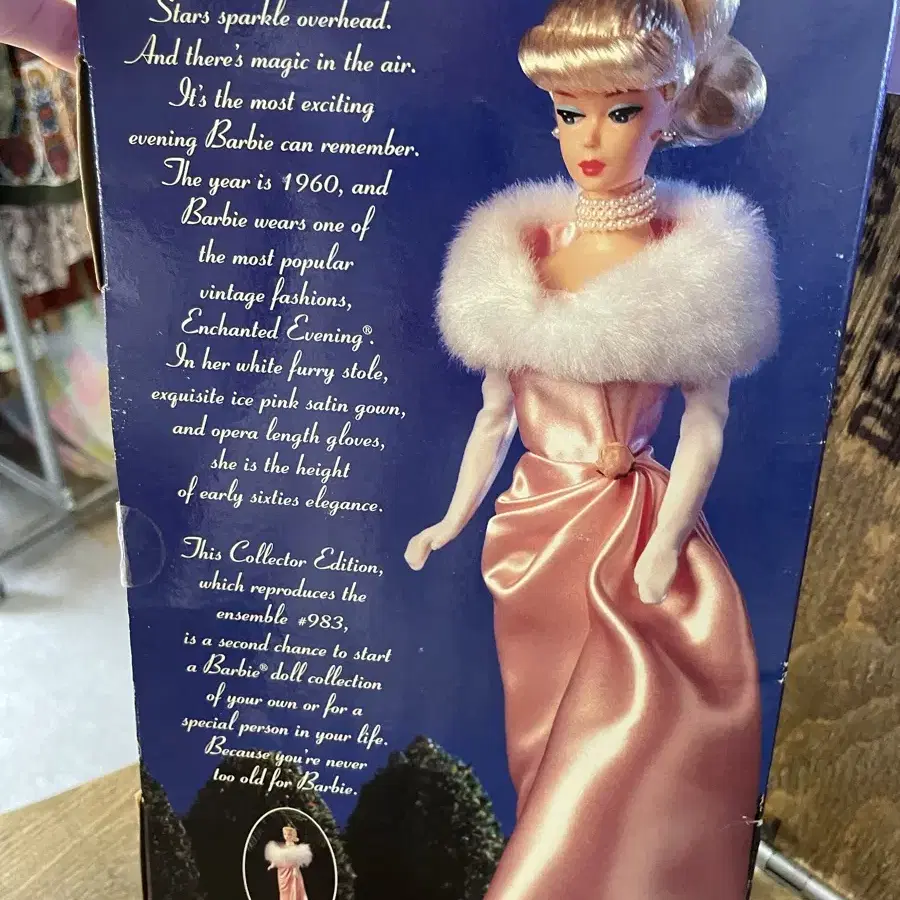 Stars sparkle overhead.
And there's magic in the air.
It's the most exciting
evening Barbie can remember.
The year is 1960, and
Barbie wears one of
the most popular
vintage fashions,
Enchanted Evening®.
In her white furry stole,
exquisite ice pink satin gown,
and opera length gloves,
she is the height
of early sixties elegance.
This Collector Edition,
which reproduces the
ensemble #983,
is a second chance to start
a Barbie® doll collection
of your own or for a
special person in your life.
Because you're never
too old for Barbie.